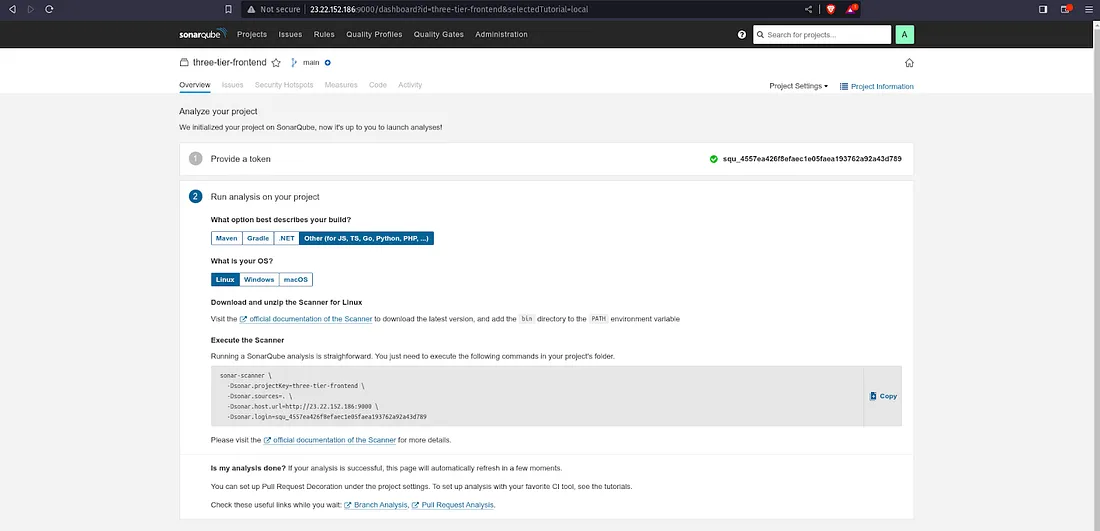 Not secure | 23.22.152.186:9000/dashboard?id=three-tier-frontend&selectedTutorial=local
sonarqube Projects Issues Rules Quality Profiles Quality Gates Administration ? Search for projects... A
three-tier-frontend main
Overview Issues Security Hotspots Measures Code Activity Project Settings Project Information
Analyze your project
We initialized your project on SonarQube, now it's up to you to launch analyses!
1 Provide a token squ_4557ea426f8efaec1e05faea193762a92a43d789
2 Run analysis on your project
What option best describes your build?
Maven Gradle .NET Other (for JS, TS, Go, Python, PHP, ...)
What is your OS?
Linux Windows macOS
Download and unzip the Scanner for Linux
Visit the official documentation of the Scanner to download the latest version, and add the bin directory to the PATH environment variable
Execute the Scanner
Running a SonarQube analysis is straighforward. You just need to execute the following commands in your project's folder.
sonar-scanner \
-Dsonar.projectKey=three-tier-frontend \
-Dsonar.sources=. \
-Dsonar.host.url=http://23.22.152.186:9000 \
-Dsonar.login=squ_4557ea426f8efaec1e05faea193762a92a43d789
Copy
Please visit the official documentation of the Scanner for more details.
Is my analysis done? If your analysis is successful, this page will automatically refresh in a few moments.
You can set up Pull Request Decoration under the project settings. To set up analysis with your favorite CI tool, see the tutorials.
Check these useful links while you wait: Branch Analysis, Pull Request Analysis.